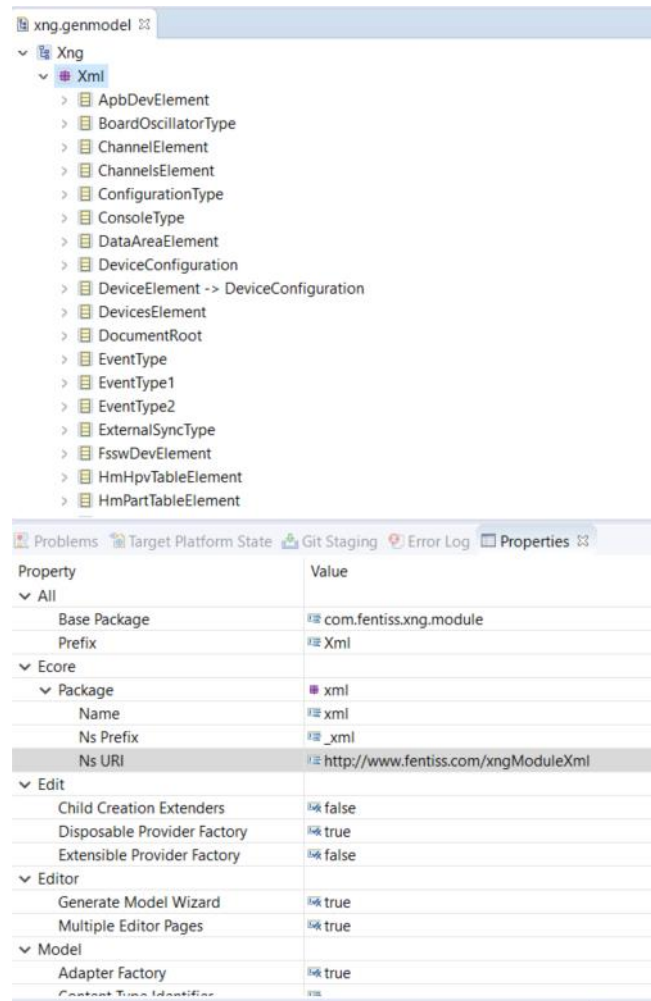 xng.genmodel
Xng
Xml
ApbDevElement
BoardOscillatorType
ChannelElement
ChannelsElement
ConfigurationType
ConsoleType
DataAreaElement
DeviceConfiguration
DeviceElement -> DeviceConfiguration
DevicesElement
DocumentRoot
EventType
EventType1
EventType2
ExternalSyncType
FsswDevElement
HmHpvTableElement
HmPartTableElement
Problems Target Platform State Git Staging Error Log Properties
Property Value
All
Base Package com.fentiss.xng.module
Prefix Xml
Ecore
Package xml
Name xml
Ns Prefix _xml
Ns URI http://www.fentiss.com/xngModuleXml
Edit
Child Creation Extenders false
Disposable Provider Factory true
Extensible Provider Factory false
Editor
Generate Model Wizard true
Multiple Editor Pages true
Model
Adapter Factory true
Content Type Identifier